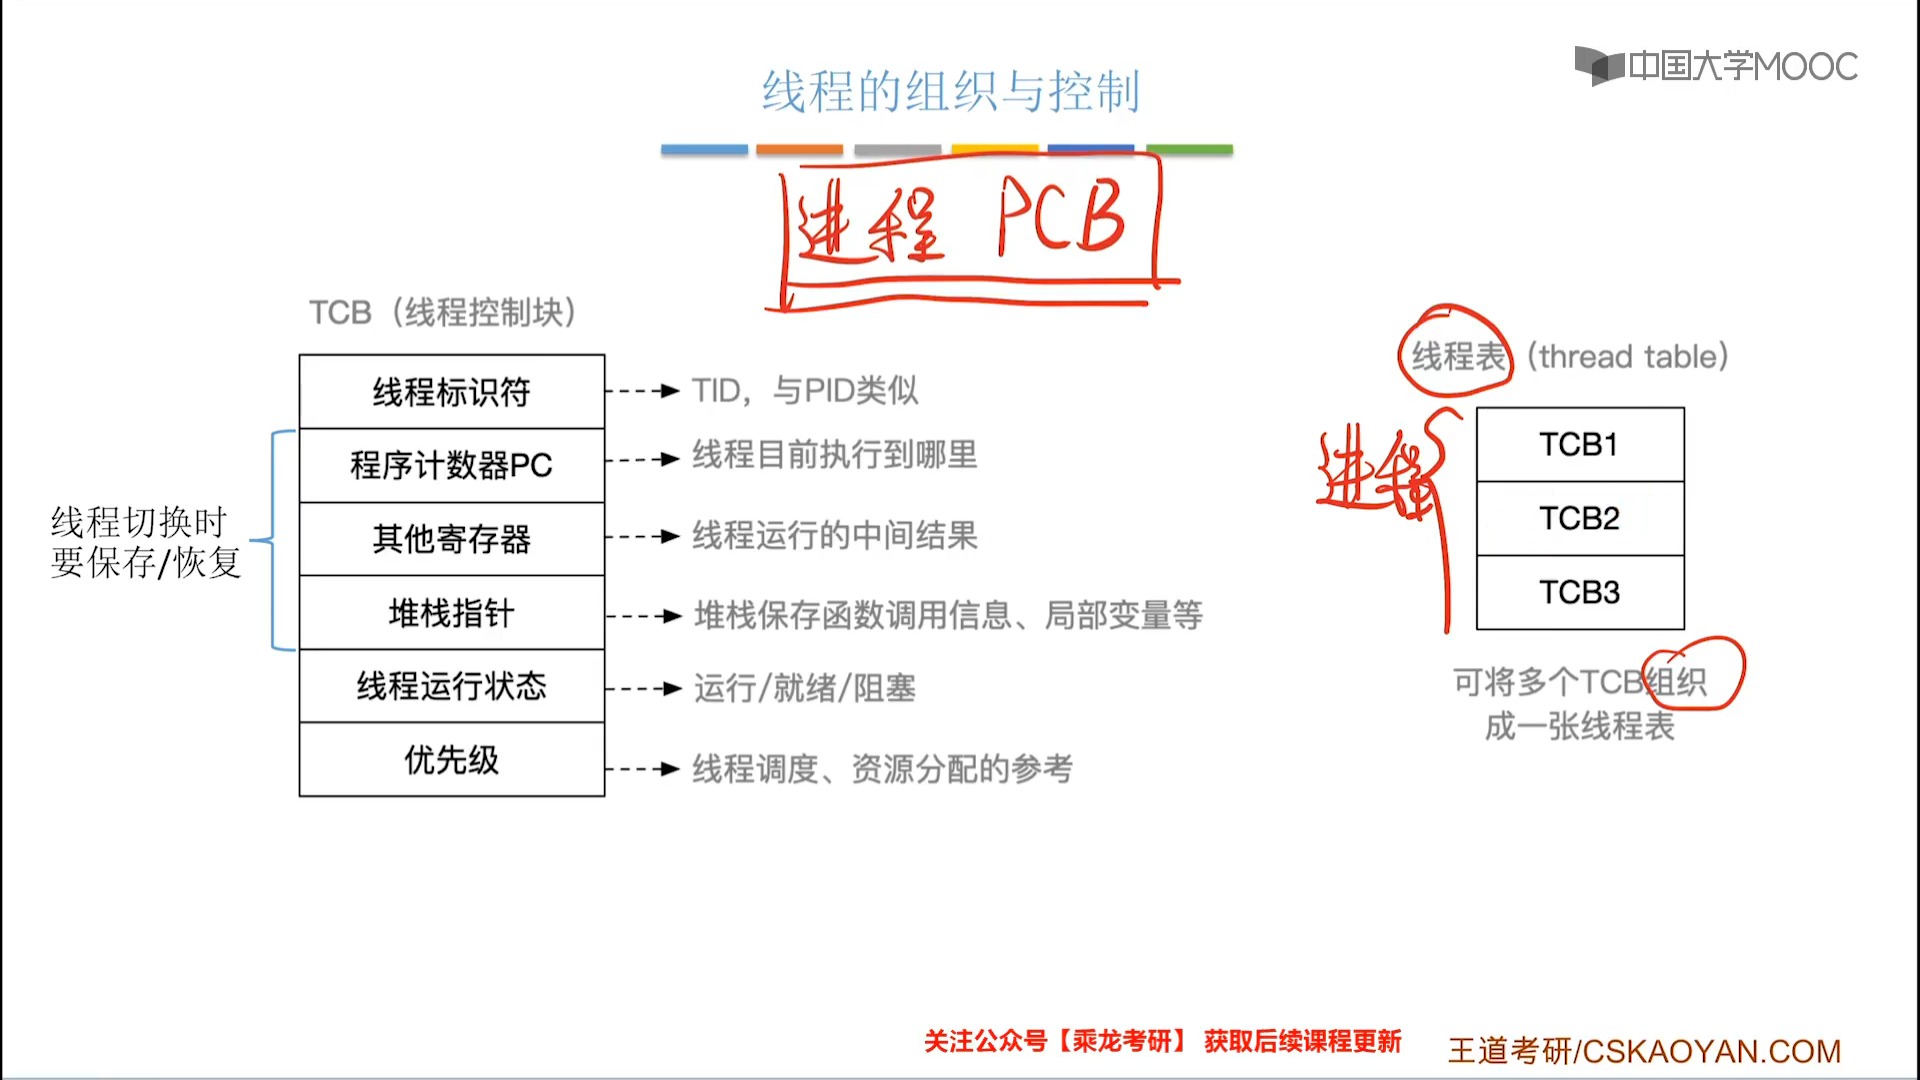 中国大学MOOC
线程的组织与控制
进程 PCB
TCB（线程控制块）
线程标识符
TID，与PID类似
程序计数器PC
线程目前执行到哪里
其他寄存器
线程运行的中间结果
堆栈指针
堆栈保存函数调用信息、局部变量等
线程运行状态
运行/就绪/阻塞
优先级
线程调度、资源分配的参考
线程切换时
要保存/恢复
线程表（thread table）
进程
TCB1
TCB2
TCB3
可将多个TCB组织
成一张线程表
关注公众号【乘龙考研】 获取后续课程更新
王道考研/CSKAOYAN.COM